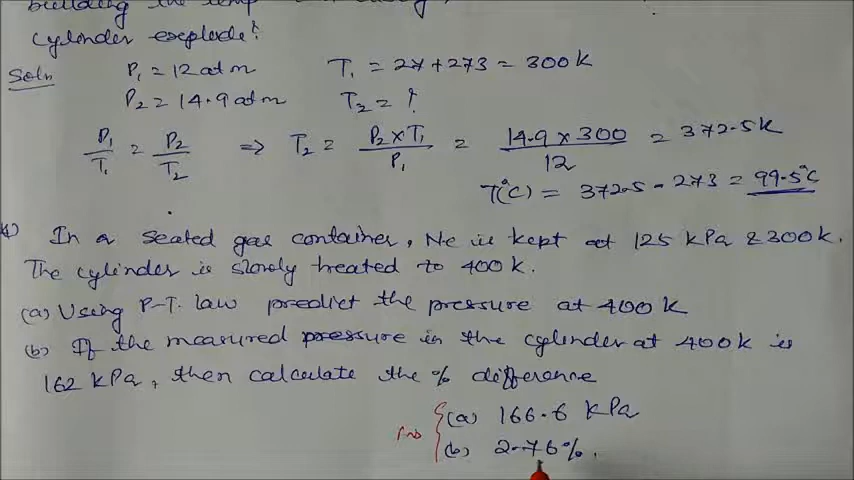 building the temp
cylinder explode?
Soln P₁ = 12 atm T₁ = 27 + 273 = 300 K
P₂ = 14.9 atm T₂ = ?
P₁/T₁ = P₂/T₂ ⇒ T₂ = P₂ × T₁/P₁ = 14.9 × 300/12 = 372.5 K
T(°C) = 372.5 - 273 = 99.5°C
4) In a sealed gas container, Ne is kept at 125 kPa & 300 K.
The cylinder is slowly heated to 400 K.
(a) Using P-T. law predict the pressure at 400 K
(b) If the measured pressure in the cylinder at 400 K is
162 kPa, then calculate the % difference
(a) 166.6 kPa
(b) 2.76%.